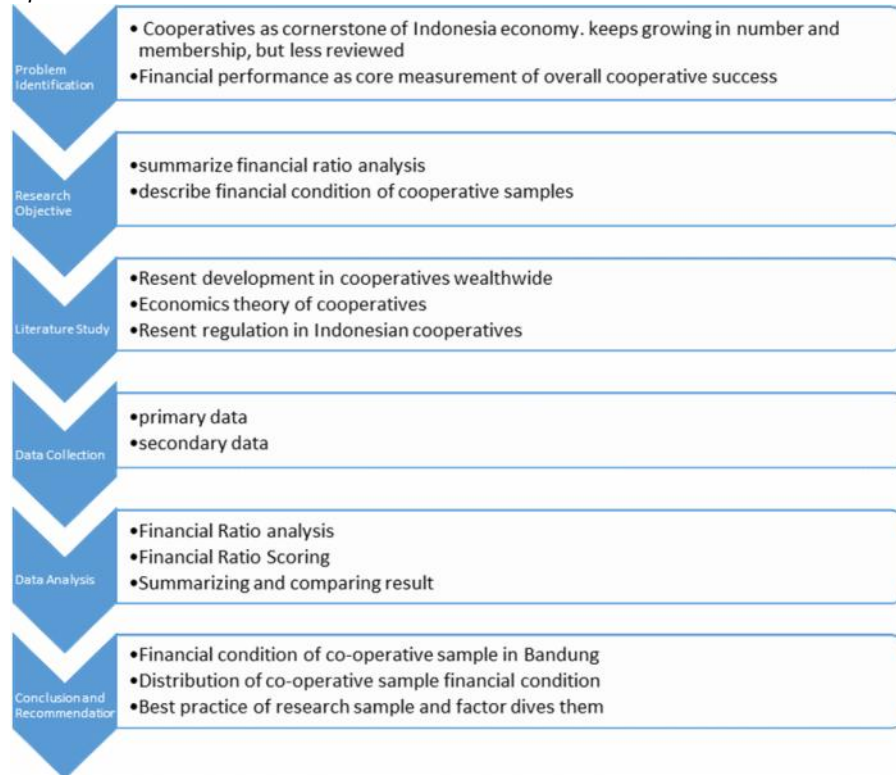 Problem
Identification
• Cooperatives as cornerstone of Indonesia economy. keeps growing in number and
membership, but less reviewed
•Financial performance as core measurement of overall cooperative success
Research
Objective
•summarize financial ratio analysis
•describe financial condition of cooperative samples
Literature Study
•Resent development in cooperatives wealthwide
•Economics theory of cooperatives
•Resent regulation in Indonesian cooperatives
Data Collection
•primary data
•secondary data
Data Analysis
•Financial Ratio analysis
•Financial Ratio Scoring
•Summarizing and comparing result
Conclusion and
Recommendation
•Financial condition of co-operative sample in Bandung
•Distribution of co-operative sample financial condition
•Best practice of research sample and factor dives them